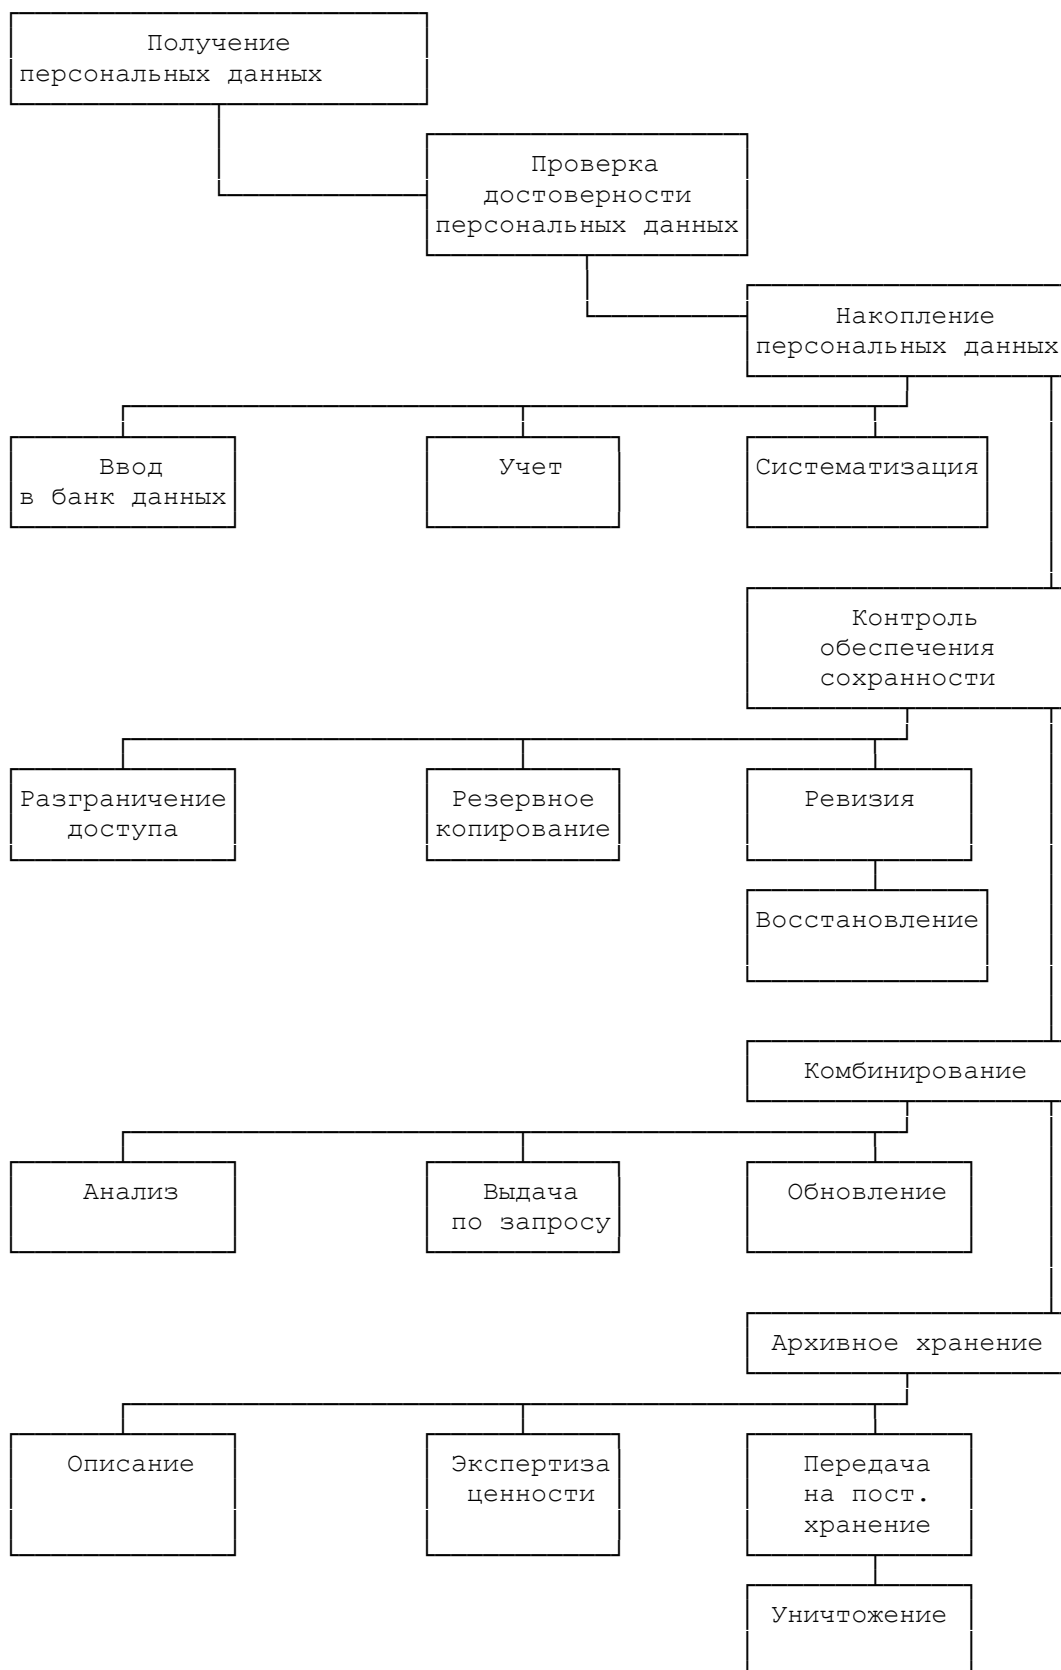 Получение
персональных данных
Проверка
достоверности
персональных данных
Накопление
персональных данных
Ввод
в банк данных
Учет
Систематизация
Контроль
обеспечения
сохранности
Разграничение
доступа
Резервное
копирование
Ревизия
Восстановление
Комбинирование
Анализ
Выдача
по запросу
Обновление
Архивное хранение
Описание
Экспертиза
ценности
Передача
на пост.
хранение
Уничтожение